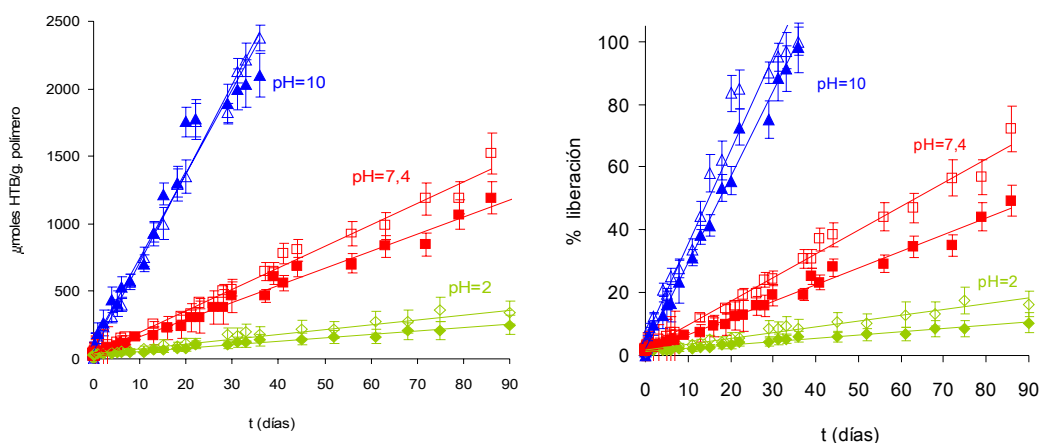 μmoles HTB/g. polímero
2500
2000
1500
1000
500
0
pH=10
pH=7,4
pH=2
0 10 20 30 40 50 60 70 80 90
t (días)
% liberación
100
80
60
40
20
0
pH=10
pH=7,4
pH=2
0 10 20 30 40 50 60 70 80 90
t (días)